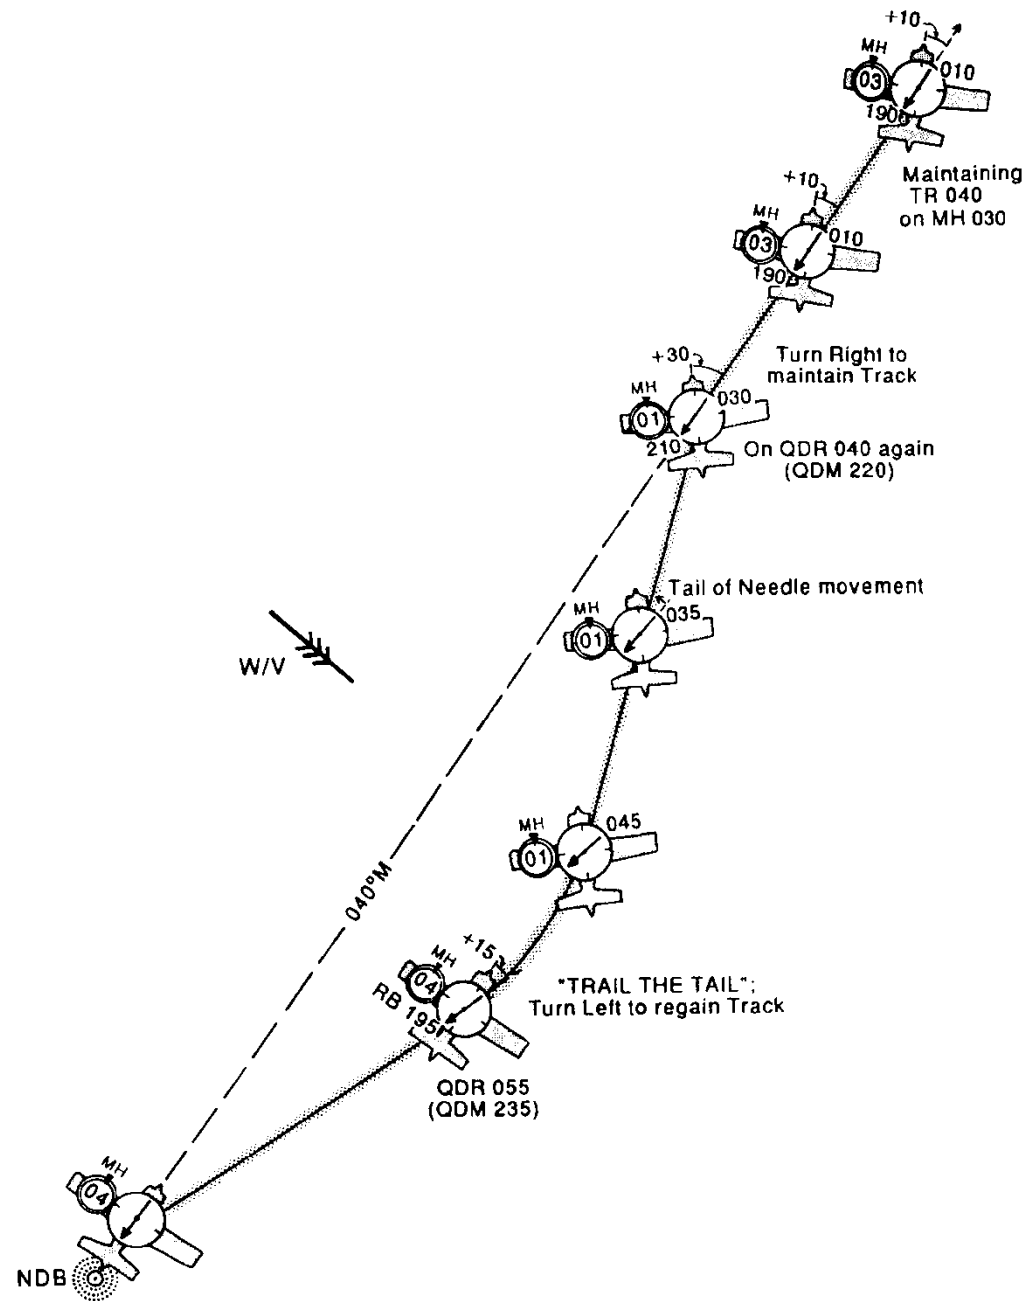 +10
MH
03
010
190
Maintaining
TR 040
on MH 030
+10
MH
03
010
190
Turn Right to
maintain Track
+30
MH
01
030
210
On QDR 040 again
(QDM 220)
Tail of Needle movement
MH
01
035
W/V
MH
01
045
040°M
+15
MH
04
RB 195
"TRAIL THE TAIL";
Turn Left to regain Track
QDR 055
(QDM 235)
MH
04
NDB